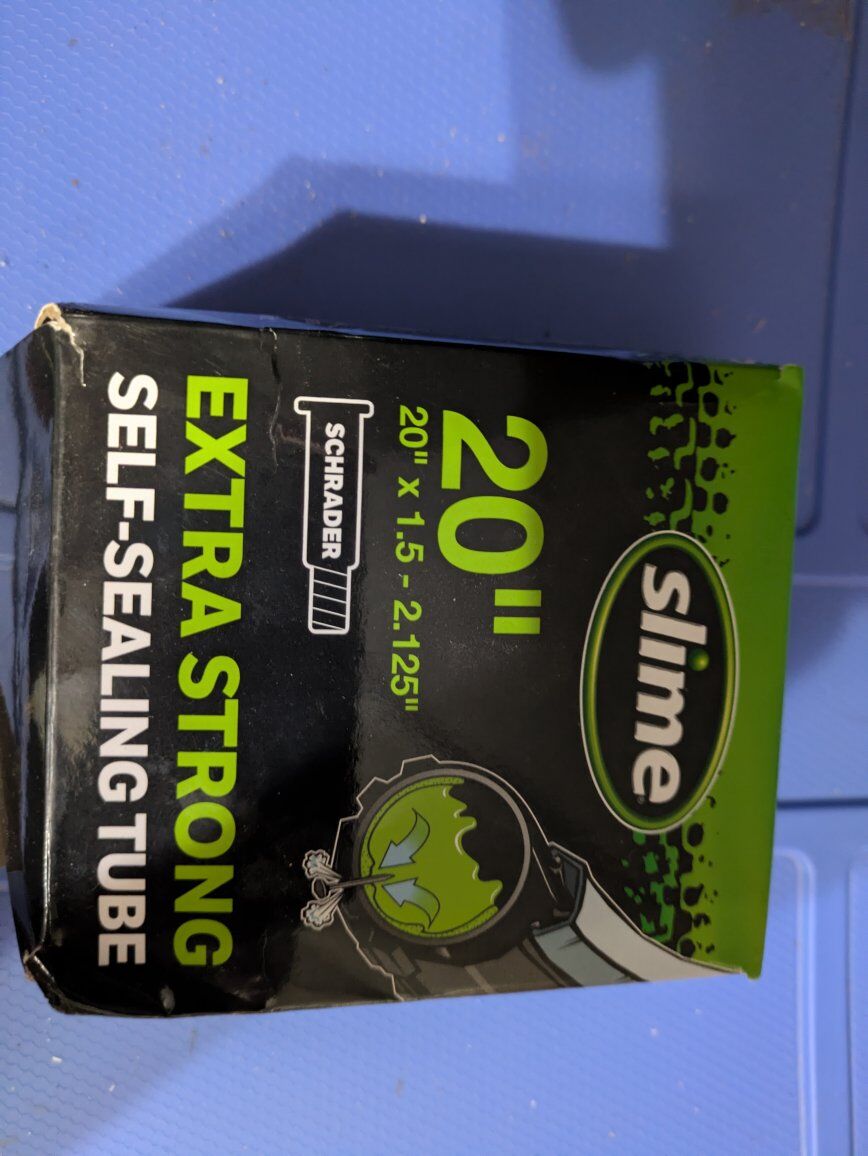 slime
20"
20" x 1.5 - 2.125"
SCHRADER
EXTRA STRONG
SELF-SEALING TUBE